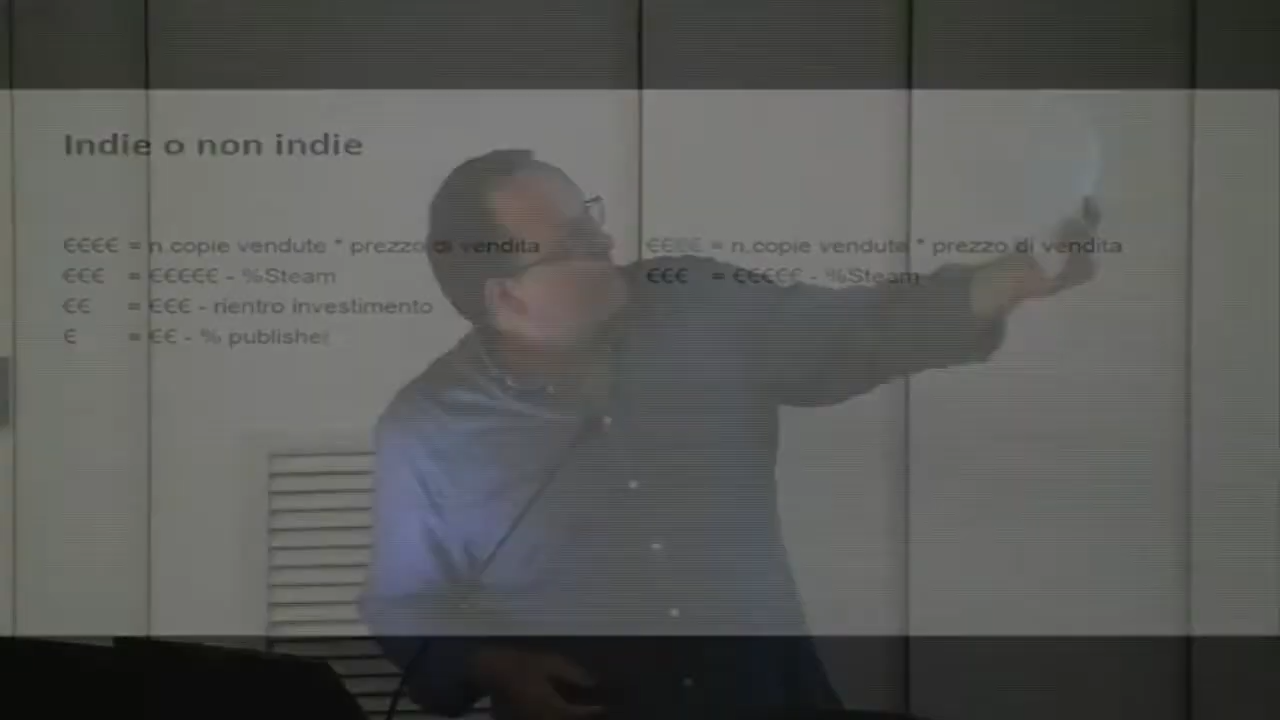 Indie o non indie
€€€€ = n.copie vendute * prezzo di vendita
€€€ = €€€€€ - %Steam
€€ = €€€ - rientro investimento
€ = €€ - % publisher
€€€€ = n.copie vendute * prezzo di vendita
€€€ = €€€€€ - %Steam